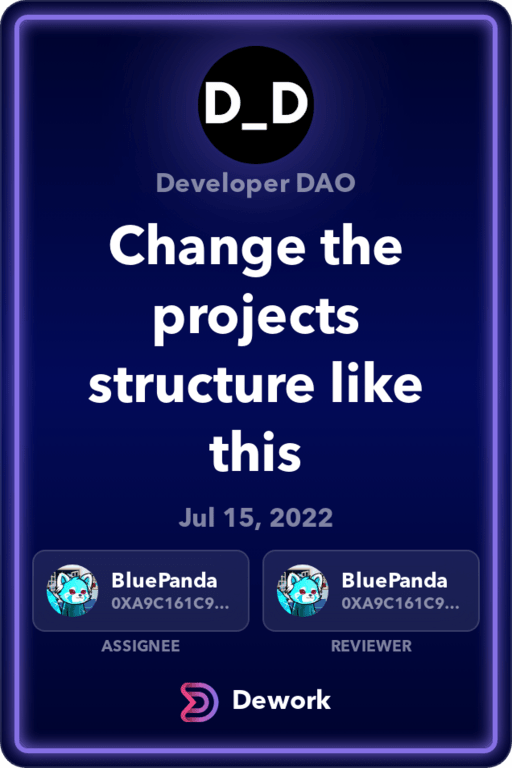 D_D
Developer DAO
Change the
projects
structure like
this
Jul 15, 2022
BluePanda
0XA9C161C9...
ASSIGNEE
BluePanda
0XA9C161C9...
REVIEWER
Dework